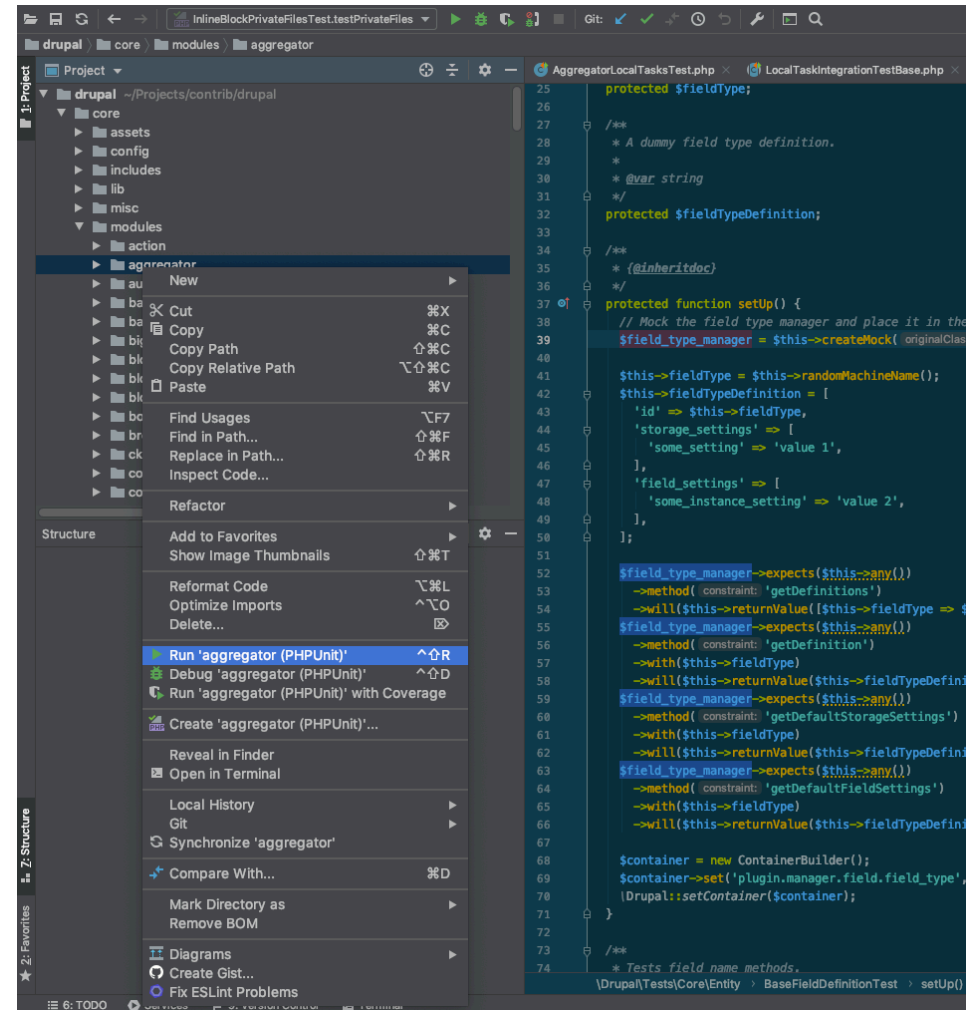 InlineBlockPrivateFilesTest.testPrivateFiles
Git:
drupal core modules aggregator
1: Project
Project
drupal ~/Projects/contrib/drupal
core
assets
config
includes
lib
misc
modules
action
aggregator
au
ba
ba
big
blo
blo
blo
bo
bre
ck
co
co
Structure
New
Cut ⌘X
Copy ⌘C
Copy Path ⇧⌘C
Copy Relative Path ⌥⇧⌘C
Paste ⌘V
Find Usages ⌥F7
Find in Path... ⇧⌘F
Replace in Path... ⇧⌘R
Inspect Code...
Refactor
Add to Favorites
Show Image Thumbnails ⇧⌘T
Reformat Code ⌥⌘L
Optimize Imports ^⌥O
Delete... ⌦
Run 'aggregator (PHPUnit)' ^⇧R
Debug 'aggregator (PHPUnit)' ^⇧D
Run 'aggregator (PHPUnit)' with Coverage
Create 'aggregator (PHPUnit)'...
Reveal in Finder
Open in Terminal
Local History
Git
Synchronize 'aggregator'
Compare With... ⌘D
Mark Directory as
Remove BOM
Diagrams
Create Gist...
Fix ESLint Problems
Z: Structure
2: Favorites
6: TODO
AggregatorLocalTasksTest.php LocalTaskIntegrationTestBase.php
25 protected $fieldType;
26
27 /**
28 * A dummy field type definition.
29 *
30 * @var string
31 */
32 protected $fieldTypeDefinition;
33
34 /**
35 * {@inheritdoc}
36 */
37 protected function setUp() {
38 // Mock the field type manager and place it in the
39 $field_type_manager = $this->createMock( originalClas
40
41 $this->fieldType = $this->randomMachineName();
42 $this->fieldTypeDefinition = [
43 'id' => $this->fieldType,
44 'storage_settings' => [
45 'some_setting' => 'value 1',
46 ],
47 'field_settings' => [
48 'some_instance_setting' => 'value 2',
49 ],
50 ];
51
52 $field_type_manager->expects($this->any())
53 ->method( constraint: 'getDefinitions')
54 ->will($this->returnValue([$this->fieldType => $
55 $field_type_manager->expects($this->any())
56 ->method( constraint: 'getDefinition')
57 ->with($this->fieldType)
58 ->will($this->returnValue($this->fieldTypeDefini
59 $field_type_manager->expects($this->any())
60 ->method( constraint: 'getDefaultStorageSettings')
61 ->with($this->fieldType)
62 ->will($this->returnValue($this->fieldTypeDefini
63 $field_type_manager->expects($this->any())
64 ->method( constraint: 'getDefaultFieldSettings')
65 ->with($this->fieldType)
66 ->will($this->returnValue($this->fieldTypeDefini
67
68 $container = new ContainerBuilder();
69 $container->set('plugin.manager.field.field_type',
70 \Drupal::setContainer($container);
71 }
72
73 /**
74 * Tests field name methods.
\Drupal\Tests\Core\Entity BaseFieldDefinitionTest setUp()